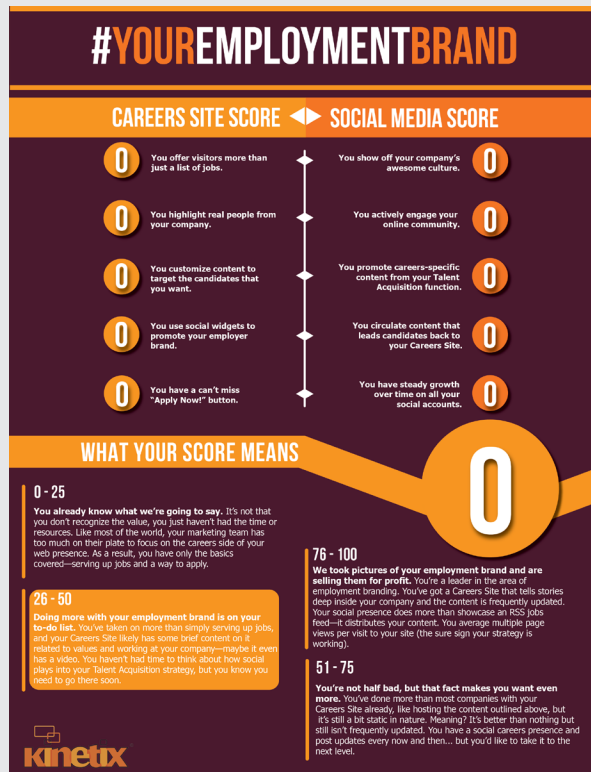 #YOUREMPLOYMENTBRAND
CAREERS SITE SCORE
SOCIAL MEDIA SCORE
0
You offer visitors more than
just a list of jobs.
You show off your company's
awesome culture.
0
0
You highlight real people from
your company.
You actively engage your
online community.
0
0
You customize content to
target the candidates that
you want.
You promote careers-specific
content from your Talent
Acquisition function.
0
0
You use social widgets to
promote your employer
brand.
You circulate content that
leads candidates back to
your Careers Site.
0
0
You have a can't miss
"Apply Now!" button.
You have steady growth
over time on all your
social accounts.
0
WHAT YOUR SCORE MEANS
0
0 - 25
You already know what we're going to say. It's not that
you don't recognize the value, you just haven't had the time or
resources. Like most of the world, your marketing team has
too much on their plate to focus on the careers side of your
web presence. As a result, you have only the basics
covered—serving up jobs and a way to apply.
26 - 50
Doing more with your employment brand is on your
to-do list. You've taken on more than simply serving up jobs,
and your Careers Site likely has some brief content on it
related to values and working at your company—maybe it even
has a video. You haven't had time to think about how social
plays into your Talent Acquisition strategy, but you know you
need to go there soon.
76 - 100
We took pictures of your employment brand and are
selling them for profit. You're a leader in the area of
employment branding. You've got a Careers Site that tells stories
deep inside your company and the content is frequently updated.
Your social presence does more than showcase an RSS jobs
feed—it distributes your content. You average multiple page
views per visit to your site (the sure sign your strategy is
working).
51 - 75
You're not half bad, but that fact makes you want even
more. You've done more than most companies with your
Careers Site already, like hosting the content outlined above, but
it's still a bit static in nature. Meaning? It's better than nothing but
still isn't frequently updated. You have a social careers presence and
post updates every now and then... but you'd like to take it to the
next level.
kinetix